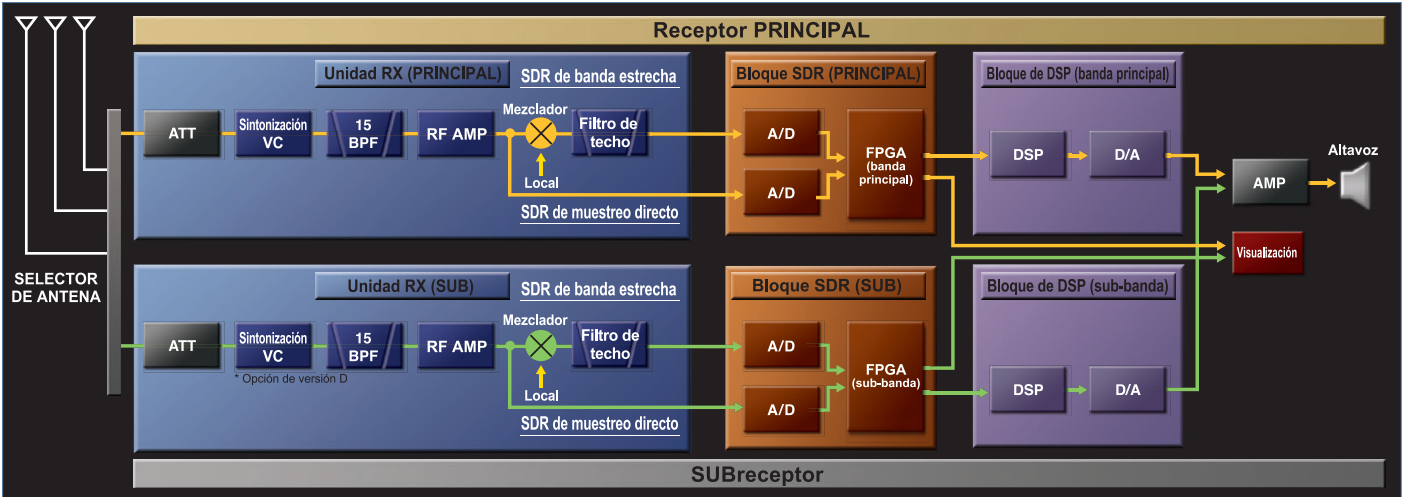 Receptor PRINCIPAL
Unidad RX (PRINCIPAL)
SDR de banda estrecha
Bloque SDR (PRINCIPAL)
Bloque de DSP (banda principal)
ATT
Sintonización
VC
15
BPF
RF AMP
Mezclador
Filtro de
techo
Local
SDR de muestreo directo
A/D
A/D
FPGA
(banda
principal)
DSP
D/A
AMP
Altavoz
Visualización
SELECTOR
DE ANTENA
Unidad RX (SUB)
SDR de banda estrecha
Bloque SDR (SUB)
Bloque de DSP (sub-banda)
ATT
Sintonización
VC
* Opción de versión D
15
BPF
RF AMP
Mezclador
Filtro de
techo
Local
SDR de muestreo directo
A/D
A/D
FPGA
(sub-banda)
DSP
D/A
SUBreceptor